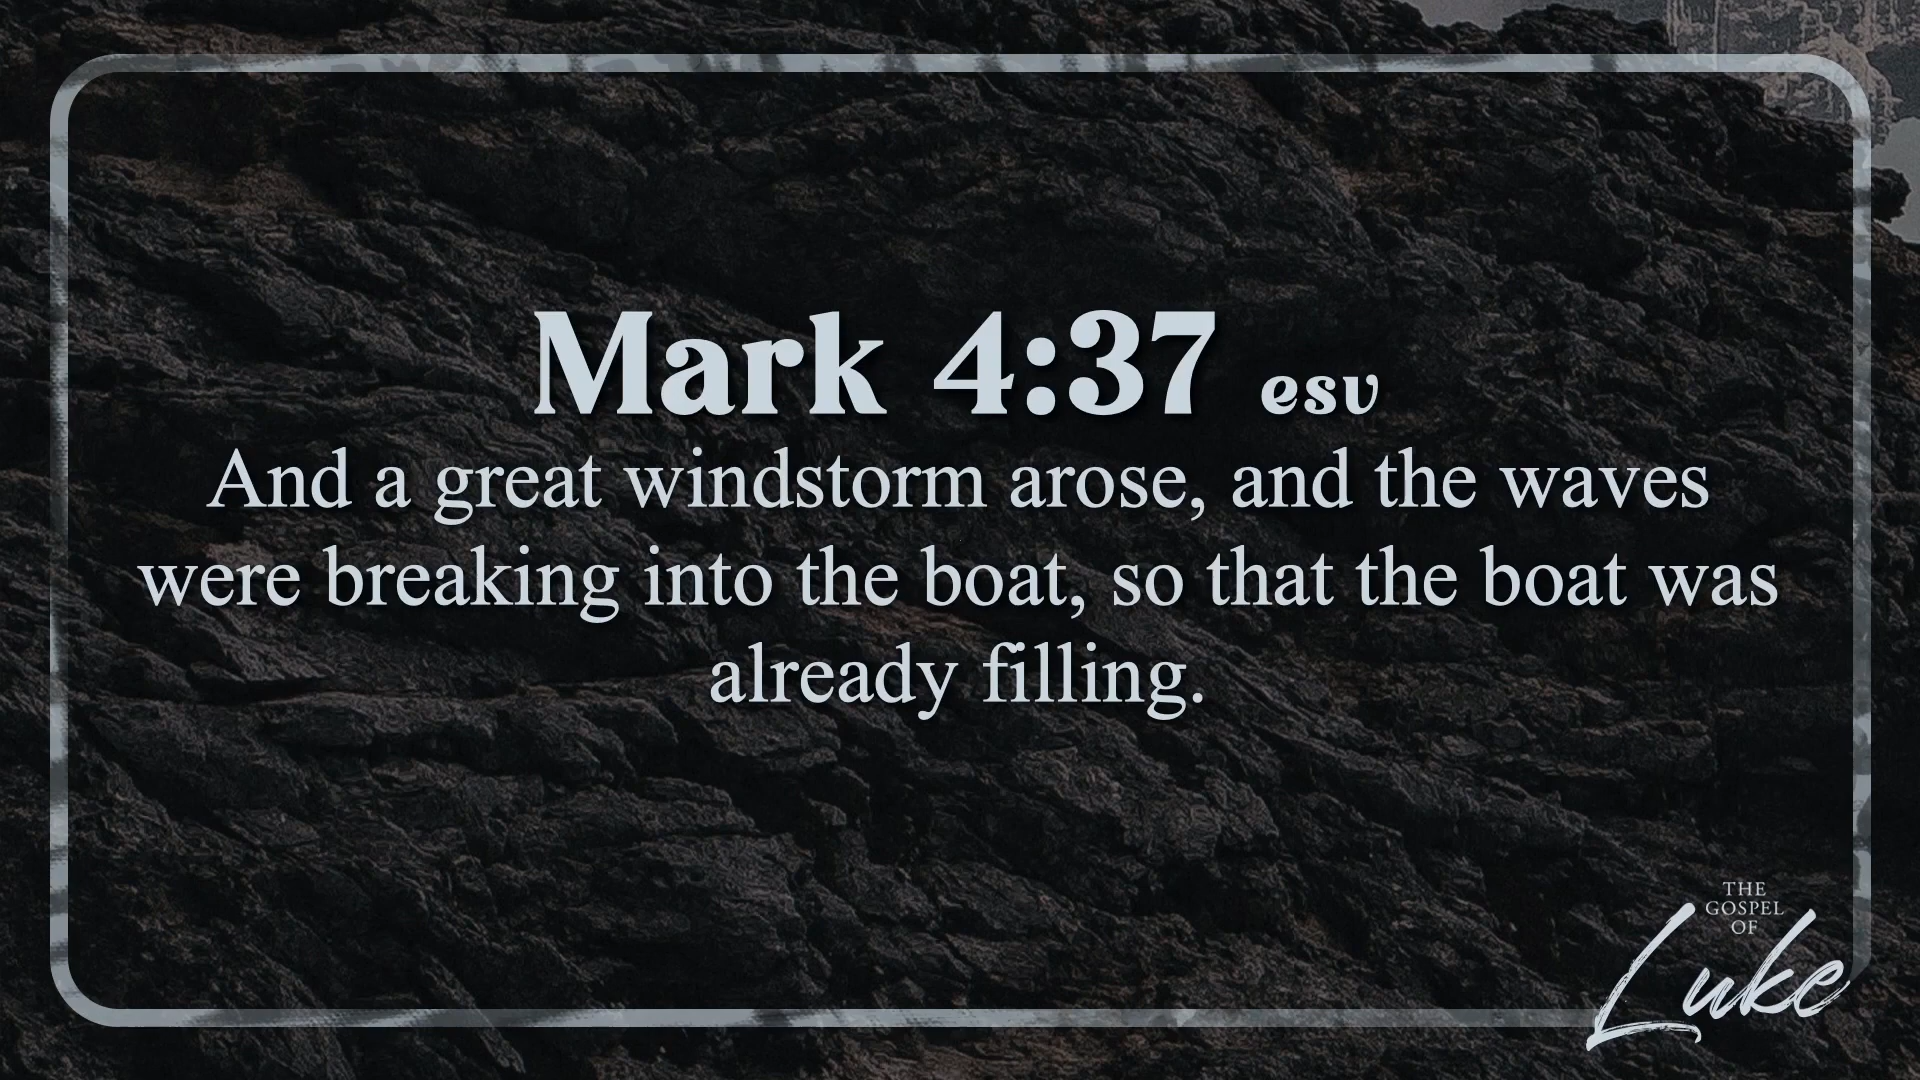 Mark 4:37 esv
And a great windstorm arose, and the waves
were breaking into the boat, so that the boat was
already filling.
THE
GOSPEL
OF
Luke